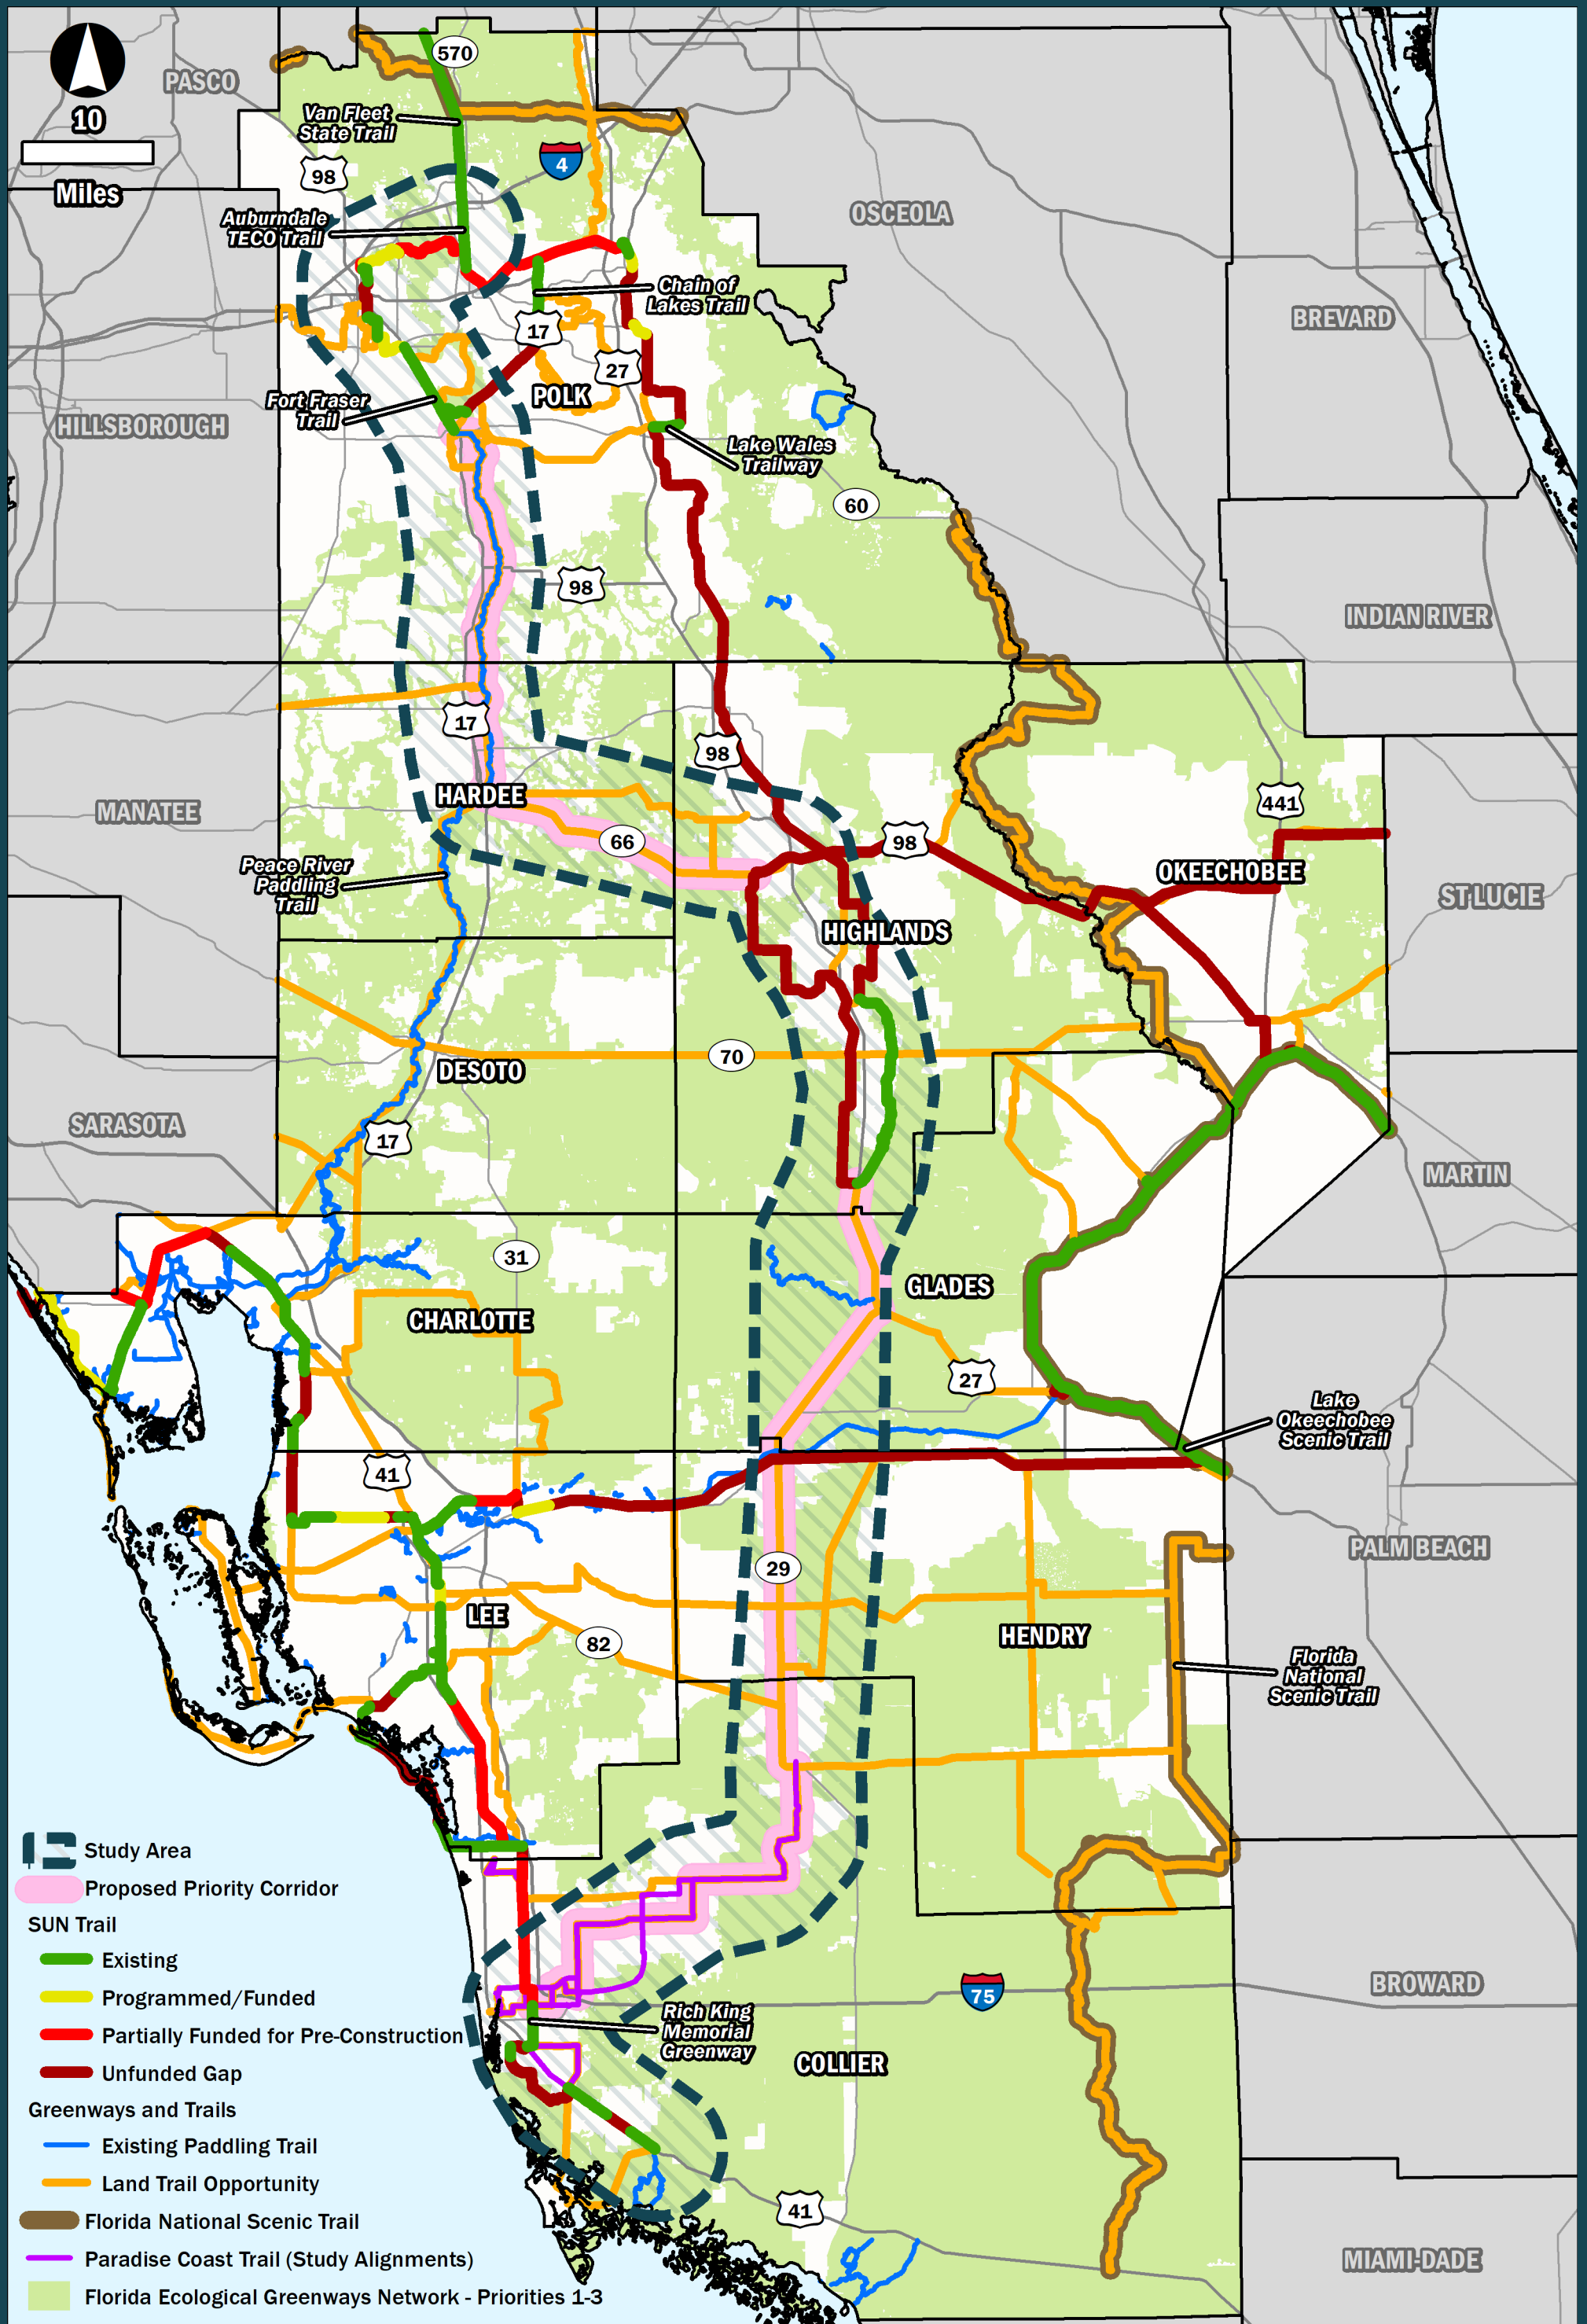 570
PASCO
10
Miles
Van Fleet
State Trail
98
4
Auburndale
TECO Trail
OSCEOLA
Chain of
Lakes Trail
BREVARD
17
27
POLK
Fort Fraser
Trail
HILLSBOROUGH
Lake Wales
Trailway
60
98
INDIAN RIVER
17
98
HARDEE
MANATEE
441
66
98
Peace River
Paddling
Trail
OKEECHOBEE
ST LUCIE
HIGHLANDS
70
DESOTO
SARASOTA
17
MARTIN
31
GLADES
CHARLOTTE
27
Lake
Okeechobee
Scenic Trail
41
PALM BEACH
29
LEE
82
HENDRY
Florida
National
Scenic Trail
Study Area
Proposed Priority Corridor
SUN Trail
Existing
Programmed/Funded
Partially Funded for Pre-Construction
Unfunded Gap
Greenways and Trails
Existing Paddling Trail
Land Trail Opportunity
Florida National Scenic Trail
Paradise Coast Trail (Study Alignments)
Florida Ecological Greenways Network - Priorities 1-3
75
BROWARD
Rich King
Memorial
Greenway
COLLIER
41
MIAMI-DADE